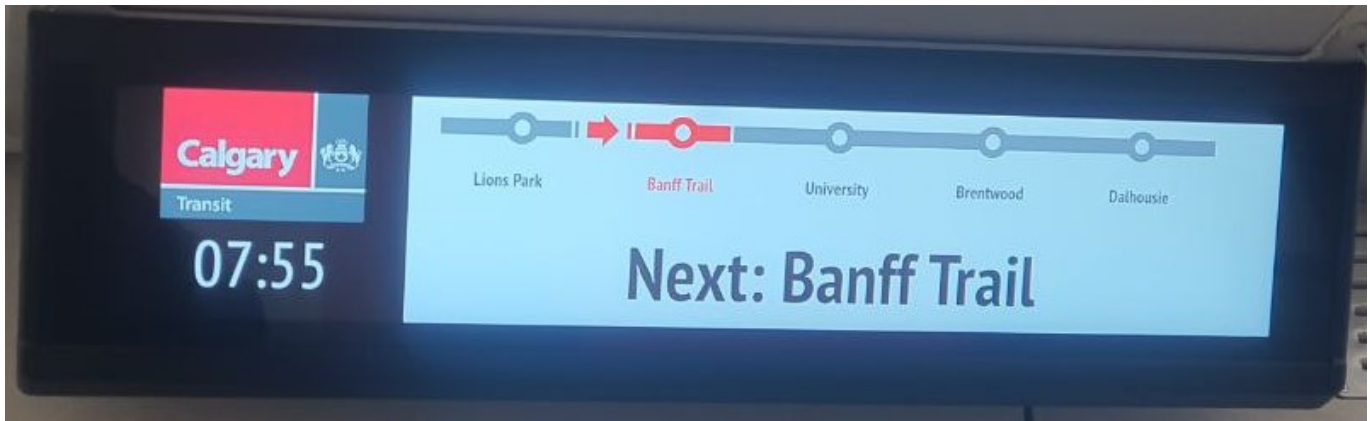 Calgary
Transit
07:55
Lions Park
Banff Trail
University
Brentwood
Dalhousie
Next: Banff Trail